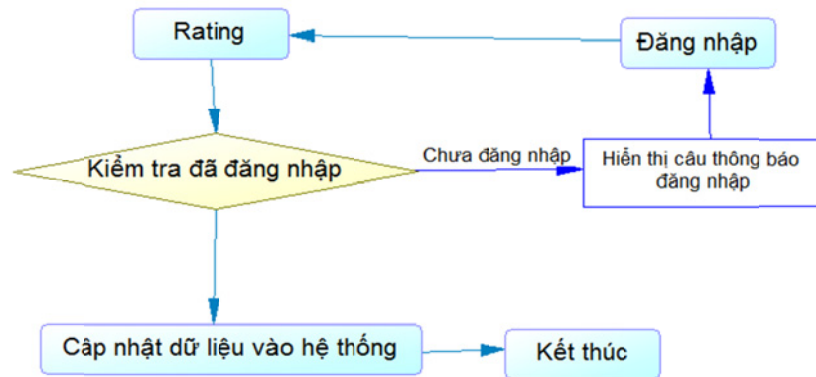 Rating
Đăng nhập
Kiểm tra đã đăng nhập
Chưa đăng nhập
Hiển thị câu thông báo
đăng nhập
Cập nhật dữ liệu vào hệ thống
Kết thúc